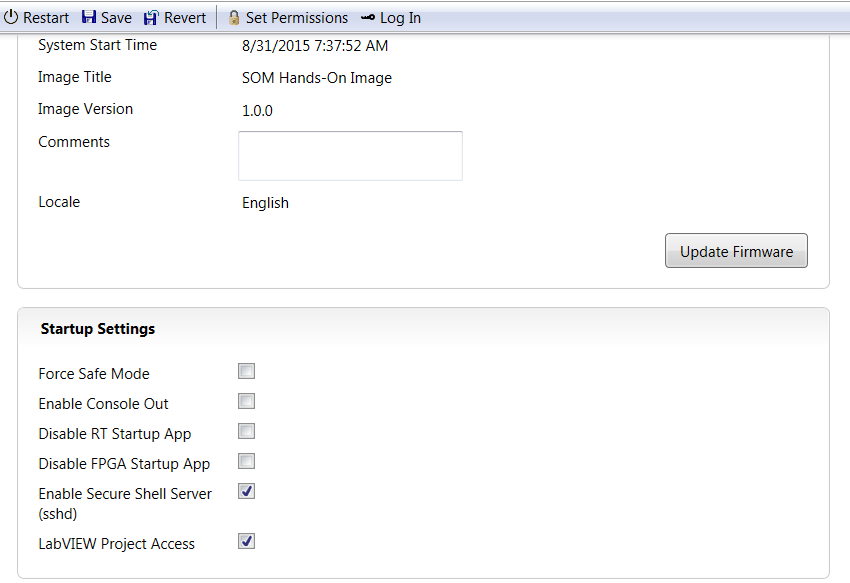 Restart Save Revert Set Permissions Log In
System Start Time 8/31/2015 7:37:52 AM
Image Title SOM Hands-On Image
Image Version 1.0.0
Comments
Locale English
Update Firmware
Startup Settings
Force Safe Mode
Enable Console Out
Disable RT Startup App
Disable FPGA Startup App
Enable Secure Shell Server
(sshd)
LabVIEW Project Access